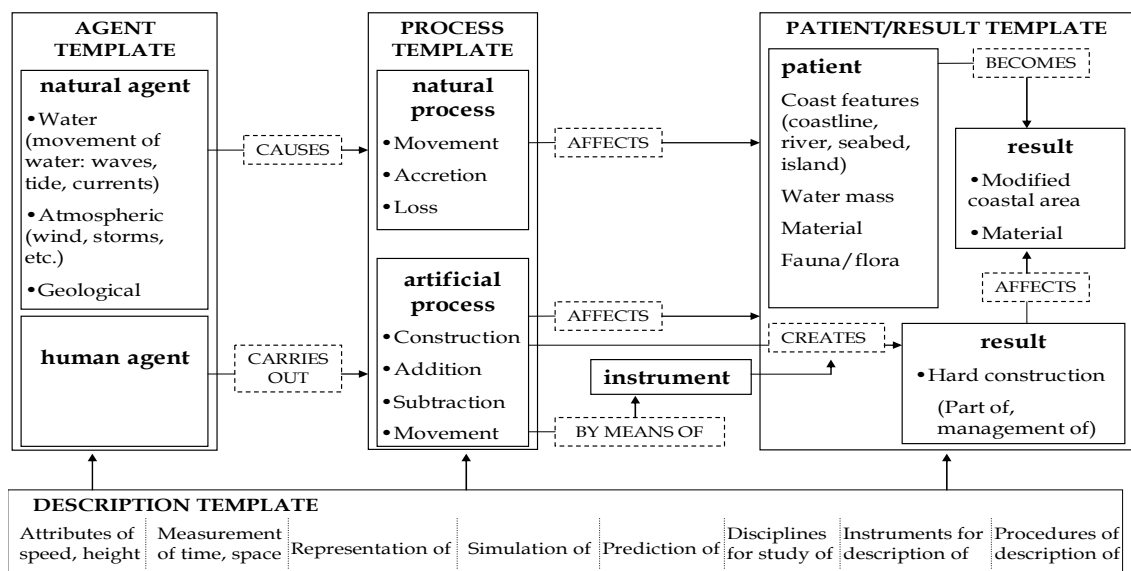 AGENT
TEMPLATE
natural agent
•Water
(movement of
water: waves,
tide, currents)
•Atmospheric
(wind, storms,
etc.)
•Geological
human agent
CAUSES
CARRIES
OUT
PROCESS
TEMPLATE
natural
process
•Movement
•Accretion
•Loss
artificial
process
•Construction
•Addition
•Subtraction
•Movement
AFFECTS
AFFECTS
instrument
BY MEANS OF
PATIENT/RESULT TEMPLATE
patient
Coast features
(coastline,
river, seabed,
island)
Water mass
Material
Fauna/flora
BECOMES
result
•Modified
coastal area
•Material
AFFECTS
CREATES
result
•Hard construction
(Part of,
management of)
DESCRIPTION TEMPLATE
Attributes of
speed, height
Measurement
of time, space
Representation of
Simulation of
Prediction of
Disciplines
for study of
Instruments for
description of
Procedures of
description of